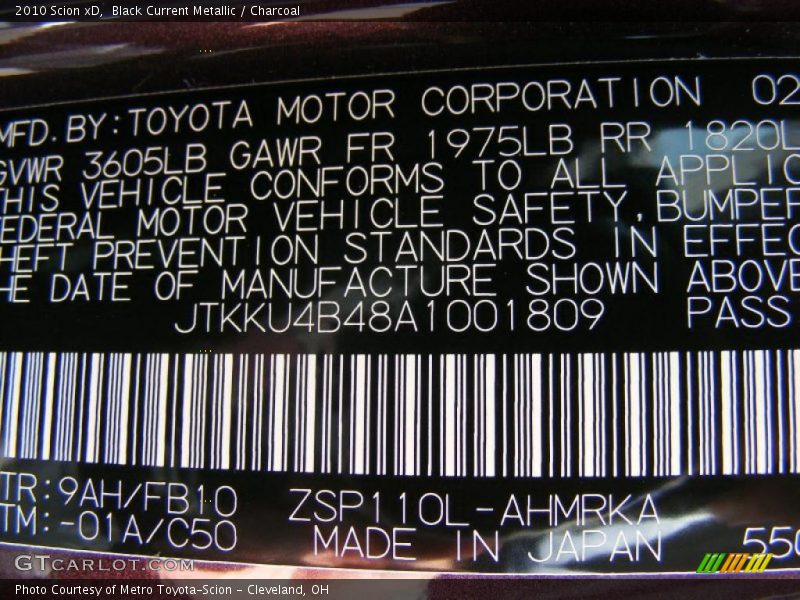 2010 Scion xD, Black Current Metallic / Charcoal
MFD. BY: TOYOTA MOTOR CORPORATION 02
GVWR 3605LB GAWR FR 1975LB RR 1820L
THIS VEHICLE CONFORMS TO ALL APPLIC
EDERAL MOTOR VEHICLE SAFETY, BUMPER
HEFT PREVENTION STANDARDS IN EFFEC
HE DATE OF MANUFACTURE SHOWN ABOVE
JTKKU4B48A1001809 PASS
TR: 9AH/FB10 ZSP110L-AHMRKA
TM: -01A/C50 MADE IN JAPAN 550
GTCARLOT.COM
Photo Courtesy of Metro Toyota-Scion - Cleveland, OH